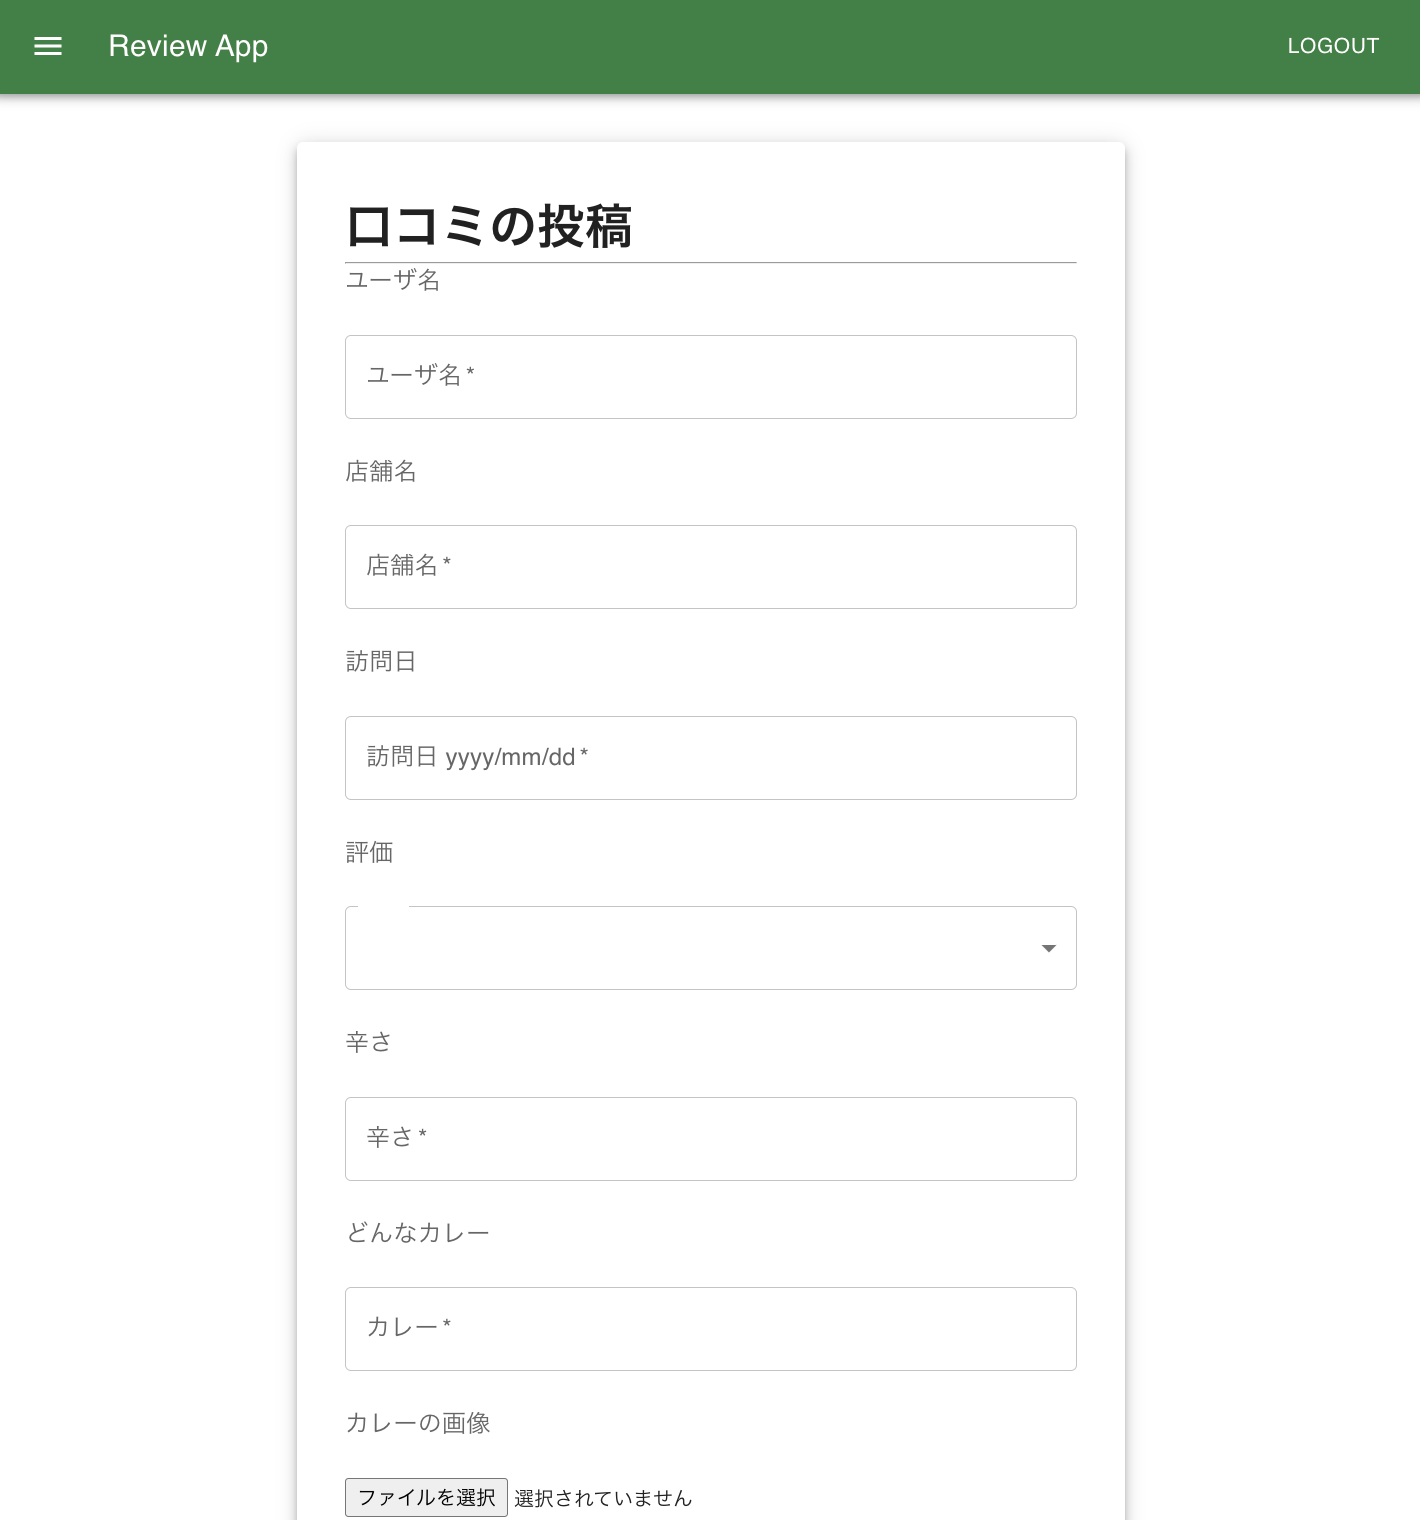 Review App
LOGOUT
口コミの投稿
ユーザ名
ユーザ名 *
店舗名
店舗名 *
訪問日
訪問日 yyyy/mm/dd *
評価
辛さ
辛さ *
どんなカレー
カレー *
カレーの画像
ファイルを選択 選択されていません